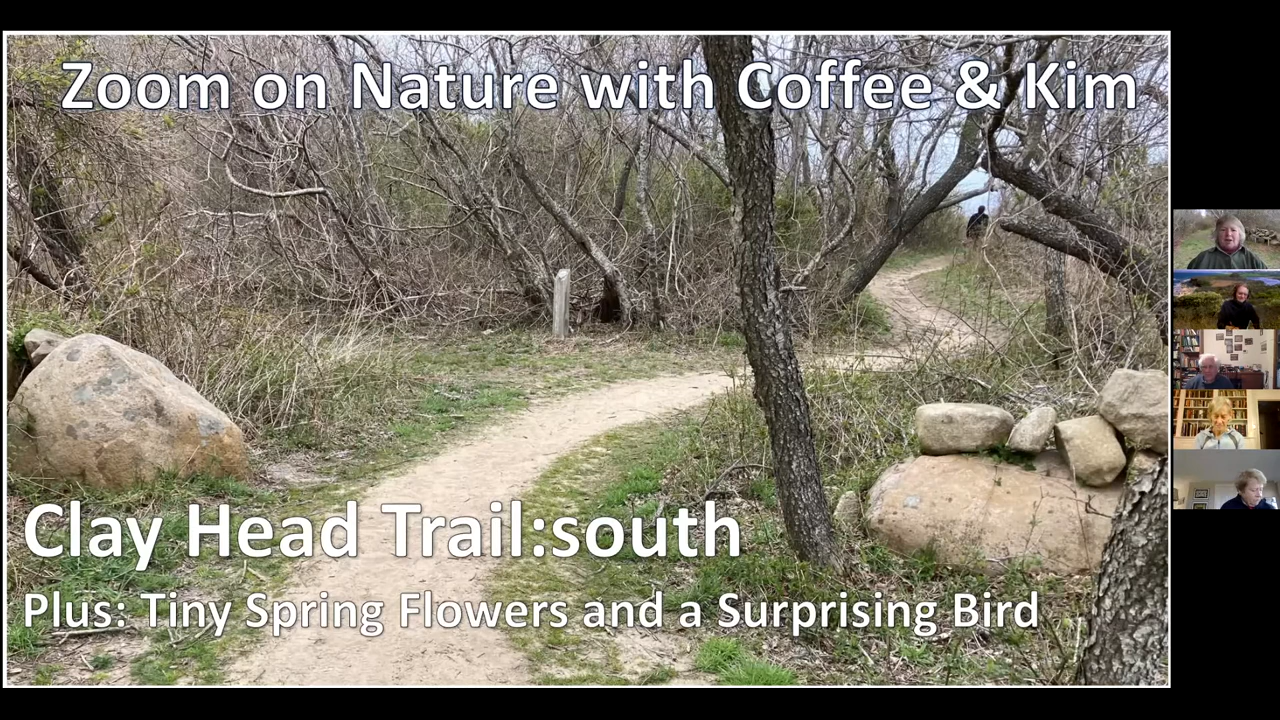 Zoom on Nature with Coffee & Kim
Clay Head Trail:south
Plus: Tiny Spring Flowers and a Surprising Bird